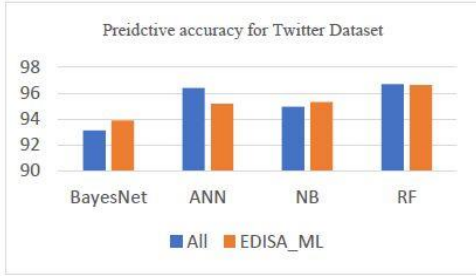 Preidctive accuracy for Twitter Dataset
98
96
94
92
90
BayesNet ANN NB RF
All EDISA_ML